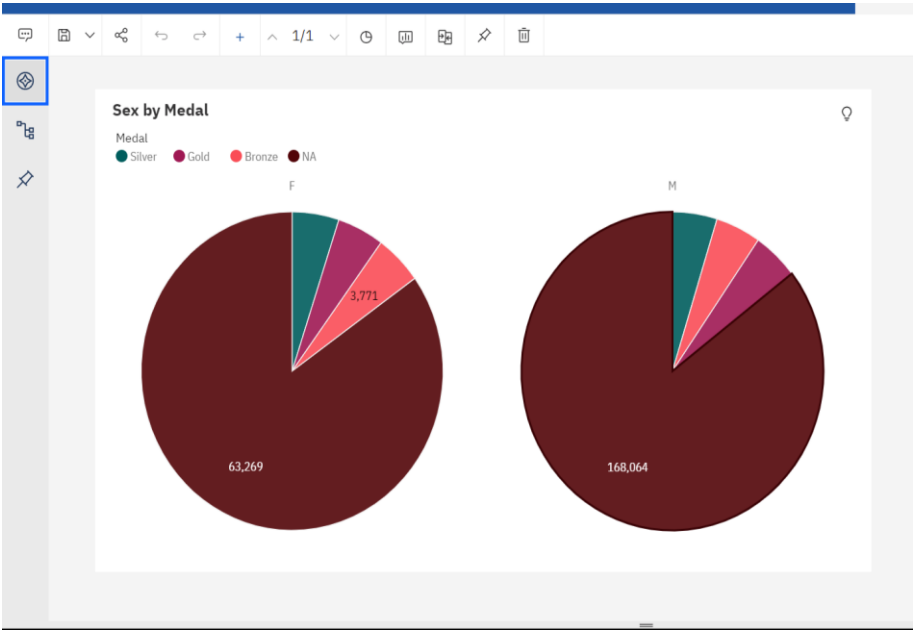 1/1
Sex by Medal
Medal
Silver Gold Bronze NA
F M
3,771
63,269 168,064